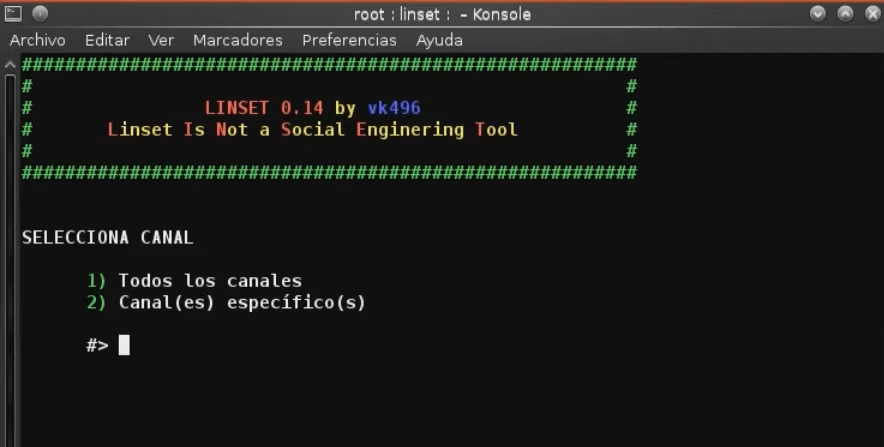 root : linset : – Konsole
Archivo Editar Ver Marcadores Preferencias Ayuda
#########################################################
# #
# LINSET 0.14 by vk496 #
# Linset Is Not a Social Enginering Tool #
# #
#########################################################
SELECCIONA CANAL
1) Todos los canales
2) Canal(es) específico(s)
#>